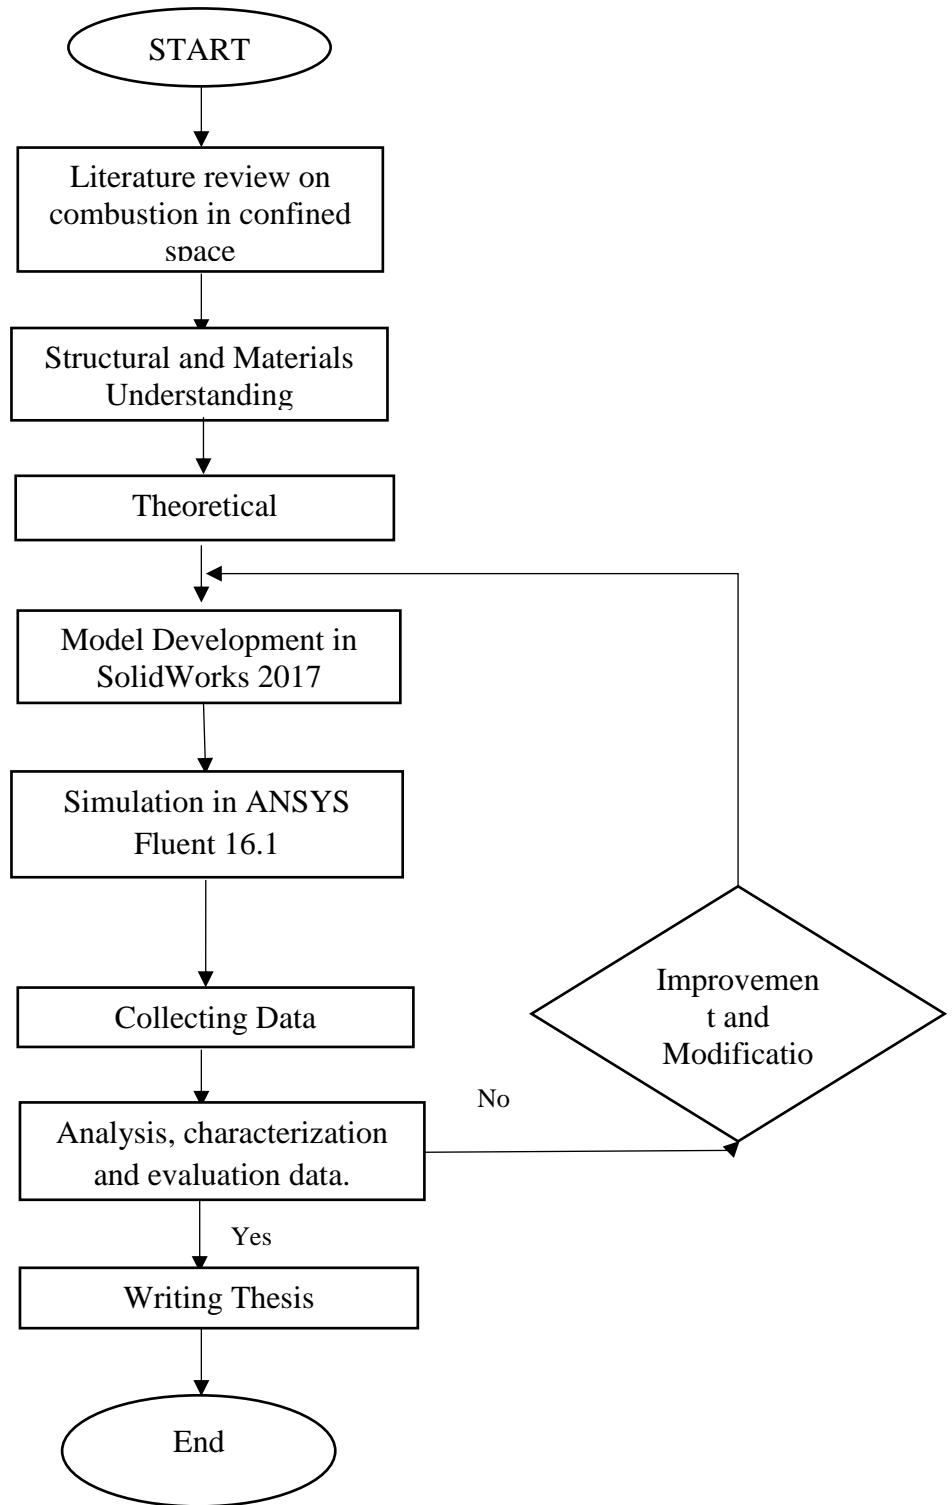 START
Literature review on
combustion in confined
space
Structural and Materials
Understanding
Theoretical
Model Development in
SolidWorks 2017
Simulation in ANSYS
Fluent 16.1
Improvemen
t and
Modificatio
Collecting Data
No
Analysis, characterization
and evaluation data.
Yes
Writing Thesis
End